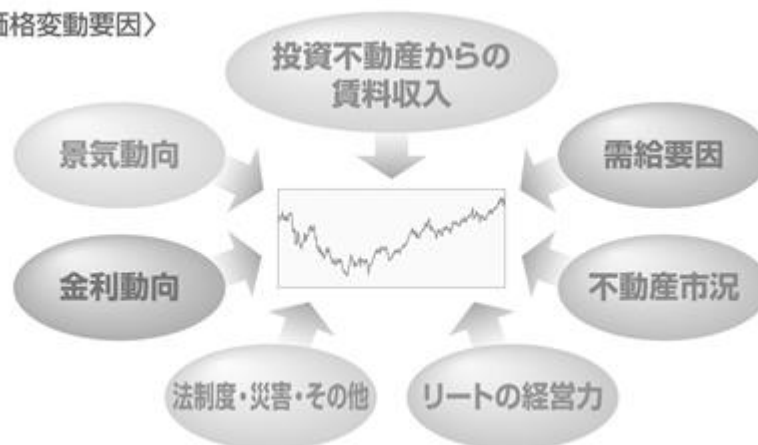 価格変動要因〉
投資不動産からの
賃料収入
景気動向
需給要因
金利動向
不動産市況
法制度・災害・その他
リートの経営力